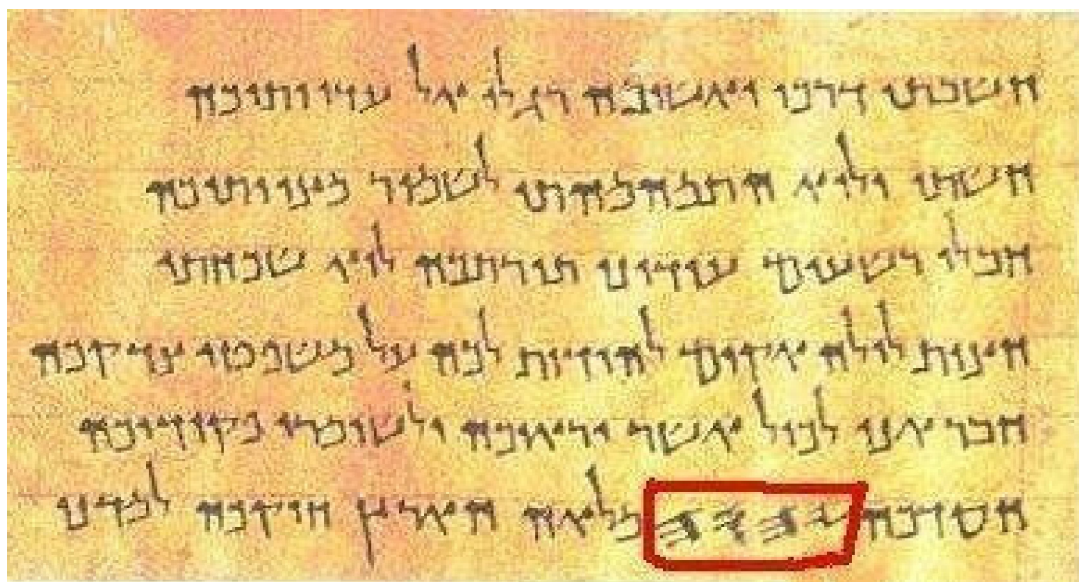 חשבתי דרכי ואשיבה רגלי אל עדוותיכה
חשתי ולוא התמהמהתי לשמור מצוותיכה
חבלי רשעים עודוני תורתכה לוא שכחתי
חצות לילה אקום להודות לכה על משפטי צדקכה
חבר אני לכול אשר יראוכה ולשומרי פקודיכה
חסדכה 𐤉𐤄𐤅𐤄 מלאה הארץ חוקיכה למדני